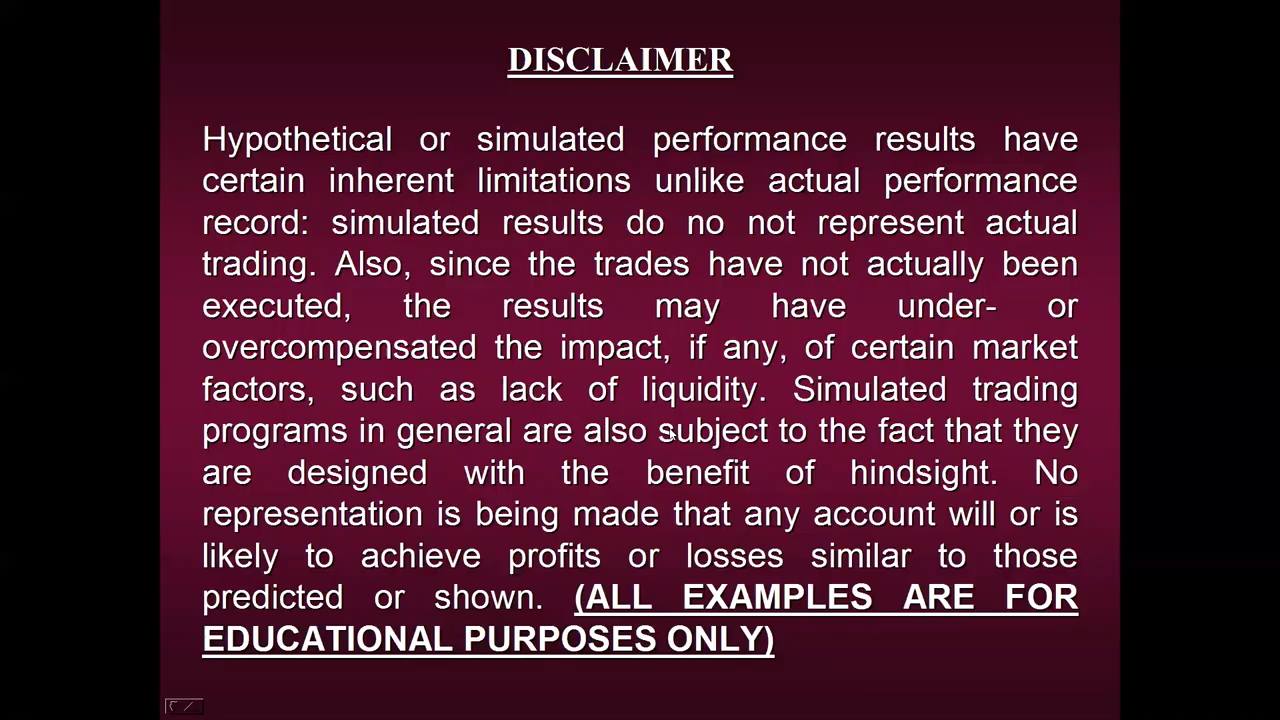 DISCLAIMER
Hypothetical or simulated performance results have
certain inherent limitations unlike actual performance
record: simulated results do no not represent actual
trading. Also, since the trades have not actually been
executed, the results may have under- or
overcompensated the impact, if any, of certain market
factors, such as lack of liquidity. Simulated trading
programs in general are also subject to the fact that they
are designed with the benefit of hindsight. No
representation is being made that any account will or is
likely to achieve profits or losses similar to those
predicted or shown. (ALL EXAMPLES ARE FOR
EDUCATIONAL PURPOSES ONLY)